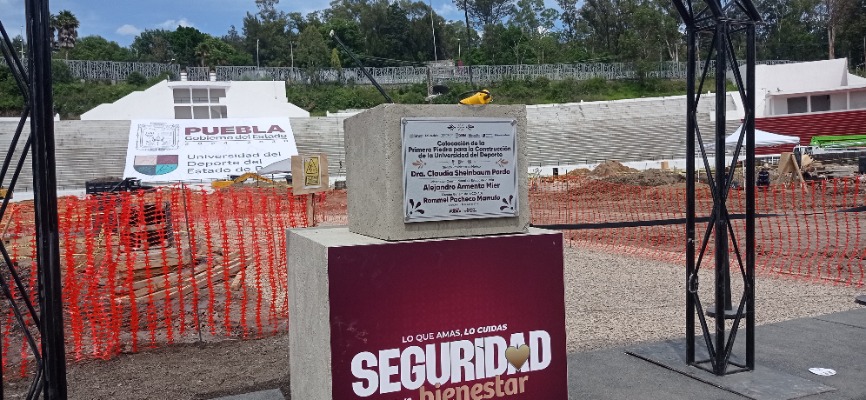 PUEBLA
Gobierno del Estado
Universidad del
Deporte del Estado de
Colocación de la
Primera Piedra para la Construcción
de la Universidad del Deporte
Dra. Claudia Sheinbaum Pardo
Alejandro Armenta Mier
Rommel Pacheco Marrufo
LO QUE AMAS, LO CUIDAS
SEGURIDAD
bienestar